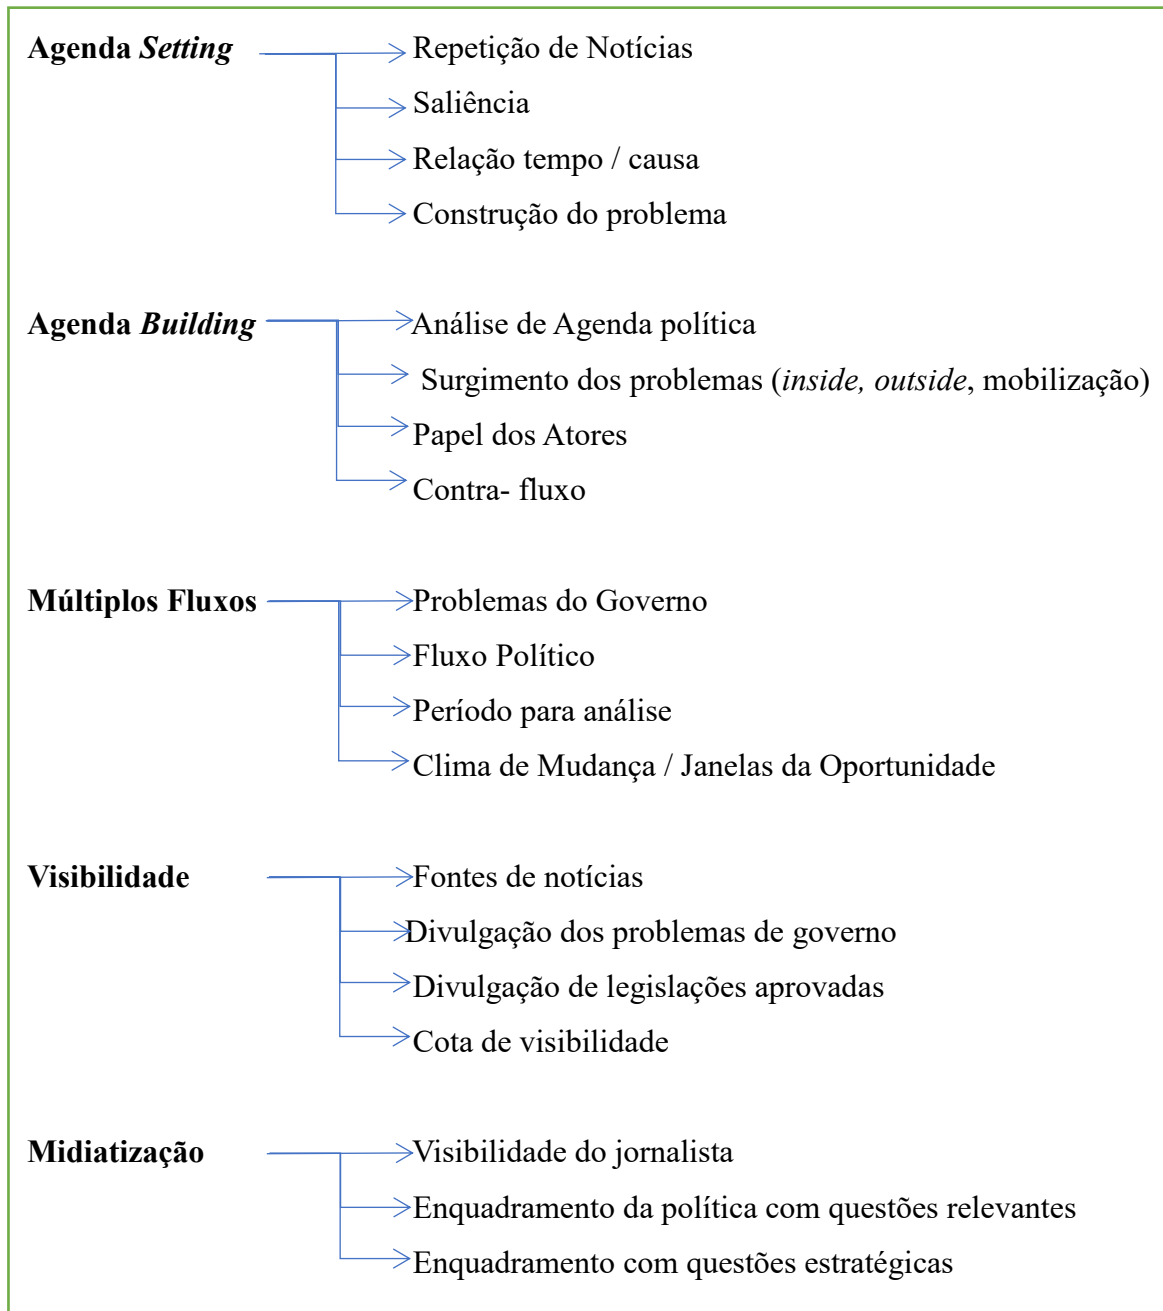 Agenda Setting Repetição de Notícias
Saliência
Relação tempo / causa
Construção do problema
Agenda Building Análise de Agenda política
Surgimento dos problemas (inside, outside, mobilização)
Papel dos Atores
Contra- fluxo
Múltiplos Fluxos Problemas do Governo
Fluxo Político
Período para análise
Clima de Mudança / Janelas da Oportunidade
Visibilidade Fontes de notícias
Divulgação dos problemas de governo
Divulgação de legislações aprovadas
Cota de visibilidade
Midiatização Visibilidade do jornalista
Enquadramento da política com questões relevantes
Enquadramento com questões estratégicas